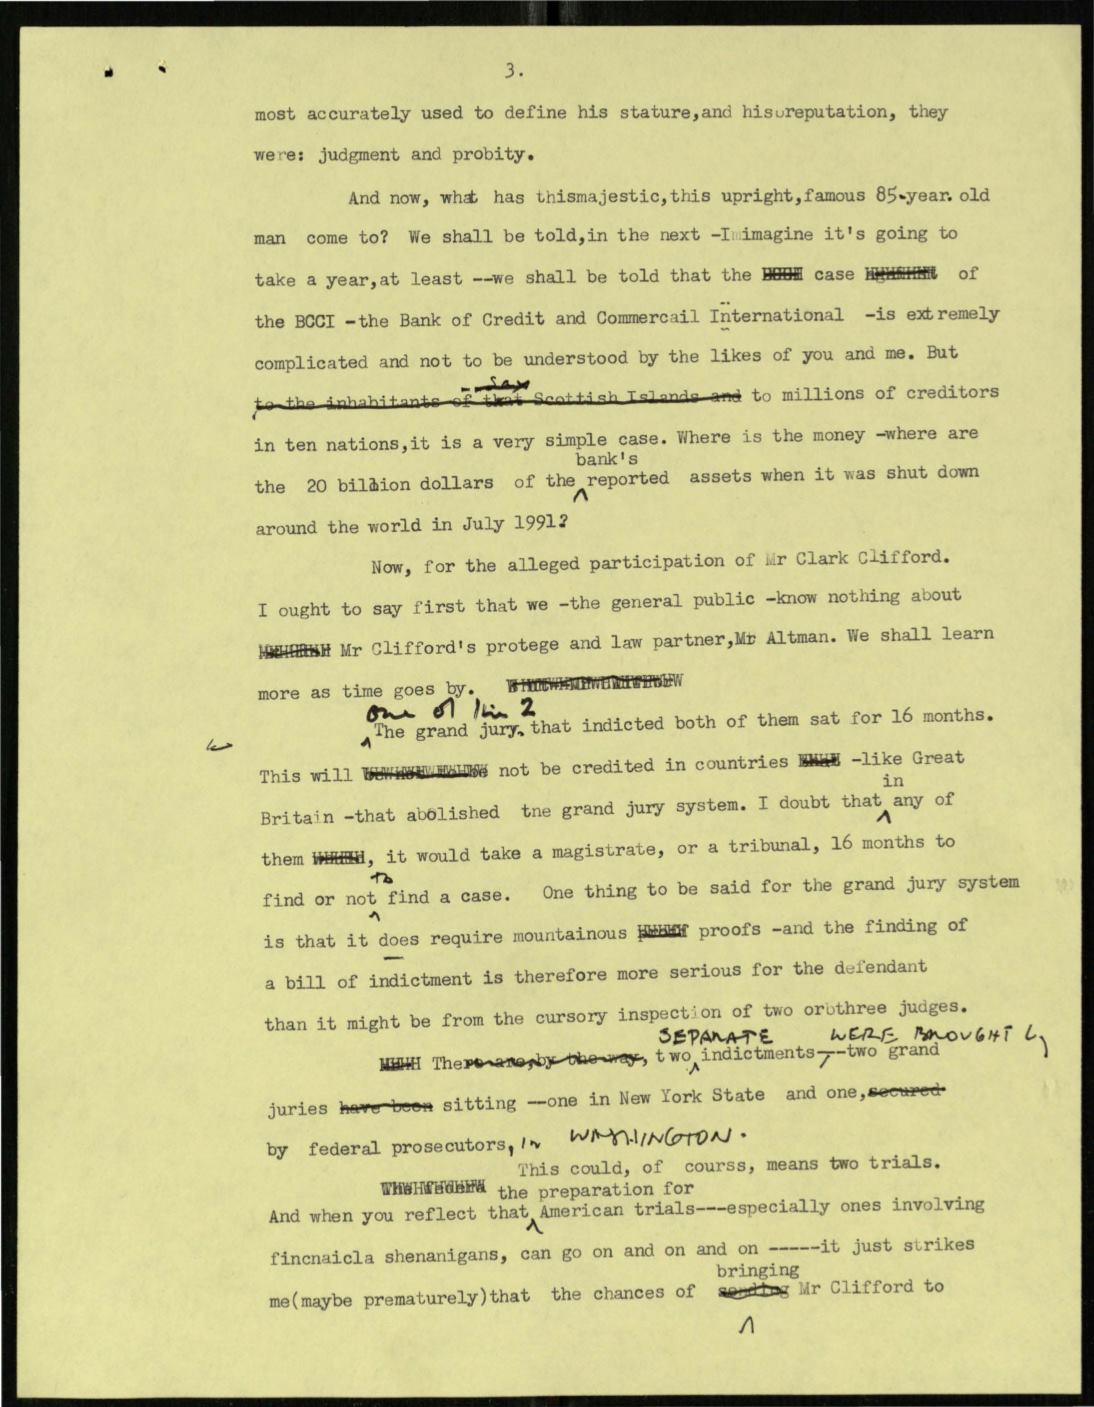 3.
most accurately used to define his stature,and his reputation, they
were: judgment and probity.
And now, what has thismajestic,this upright,famous 85-year. old
man come to? We shall be told,in the next -I imagine it's going to
take a year,at least --we shall be told that the case of
the BCCI -the Bank of Credit and Commercail International -is extremely
complicated and not to be understood by the likes of you and me. But
say
to the inhabitants of that Scottish Islands and to millions of creditors
in ten nations,it is a very simple case. Where is the money -where are
bank's
the 20 billion dollars of the reported assets when it was shut down
around the world in July 1991?
Now, for the alleged participation of Mr Clark Clifford.
I ought to say first that we -the general public -know nothing about
Mr Clifford's protege and law partner,Mr Altman. We shall learn
more as time goes by.
one of the 2
The grand jury, that indicted both of them sat for 16 months.
This will not be credited in countries -like Great
in
Britain -that abolished tne grand jury system. I doubt that any of
them , it would take a magistrate, or a tribunal, 16 months to
to
find or not find a case. One thing to be said for the grand jury system
is that it does require mountainous proofs -and the finding of
a bill of indictment is therefore more serious for the defendant
than it might be from the cursory inspection of two or three judges.
SEPARATE WERE BROUGHT by
There are,by the way, two indictments---two grand
juries have been sitting --one in New York State and one,secured
by federal prosecutors, in WASHINGTON.
This could, of courss, means two trials.
the preparation for
And when you reflect that American trials---especially ones involving
fincnaicla shenanigans, can go on and on and on -----it just strikes
bringing
me(maybe prematurely)that the chances of sending Mr Clifford to